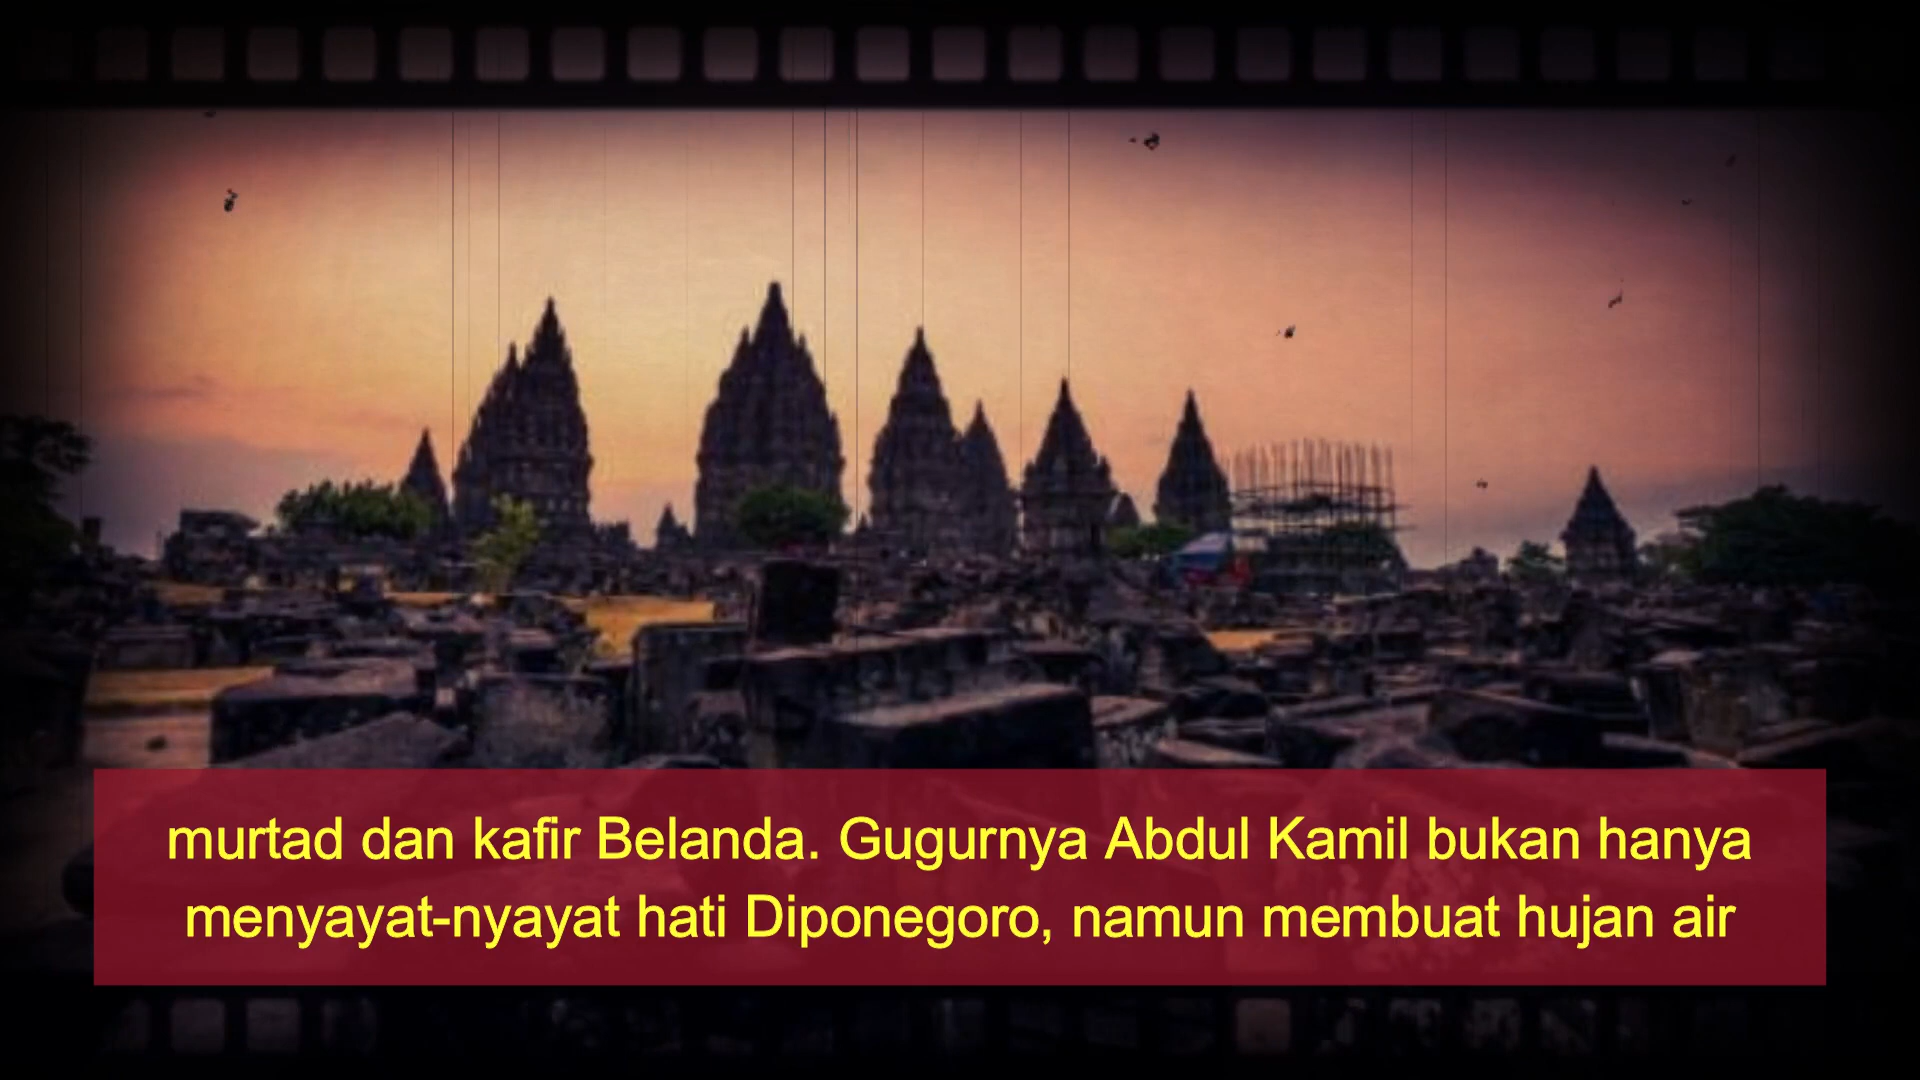 murtad dan kafir Belanda. Gugurnya Abdul Kamil bukan hanya
menyayat-nyayat hati Diponegoro, namun membuat hujan air